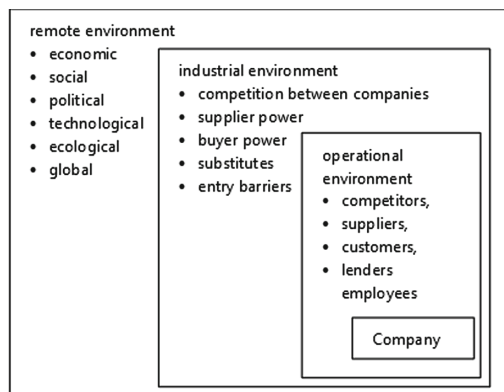 remote environment
• economic
• social
• political
• technological
• ecological
• global
industrial environment
• competition between companies
• supplier power
• buyer power
• substitutes
• entry barriers
operational
environment
• competitors,
• suppliers,
• customers,
• lenders
employees
Company